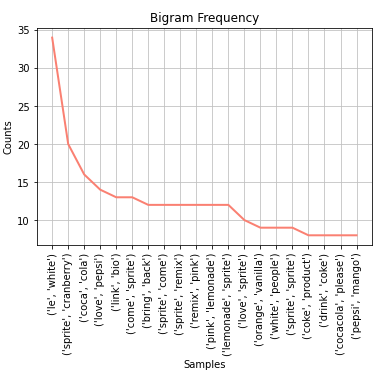 Bigram Frequency
Counts
35
30
25
20
15
10
('le', 'white')
('sprite', 'cranberry')
('coca', 'cola')
('love', 'pepsi')
('link', 'bio')
('come', 'sprite')
('bring', 'back')
('sprite', 'come')
('sprite', 'remix')
('remix', 'pink')
('pink', 'lemonade')
('lemonade', 'sprite')
('love', 'sprite')
('orange', 'vanilla')
('white', 'people')
('sprite', 'sprite')
('coke', 'product')
('drink', 'coke')
('cocacola', 'please')
('pepsi', 'mango')
Samples